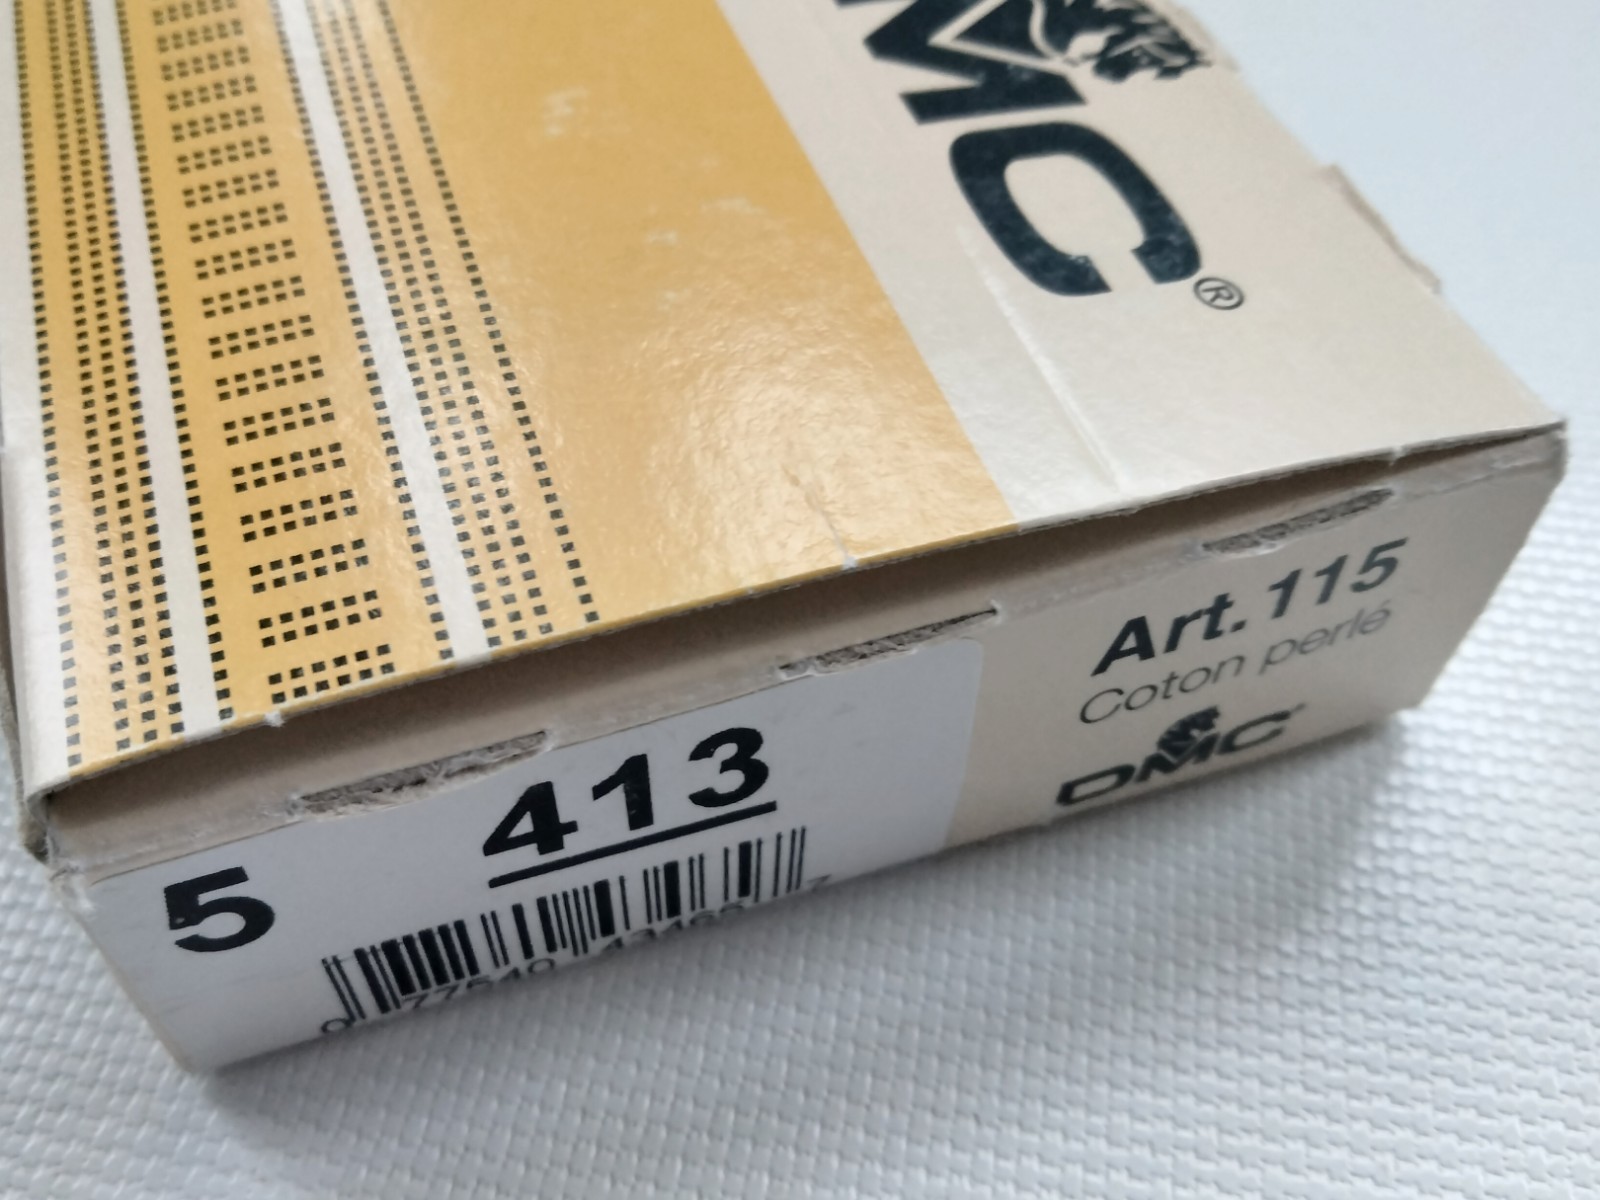 DMC®
Art. 115
Coton perlé
DMC
413
5